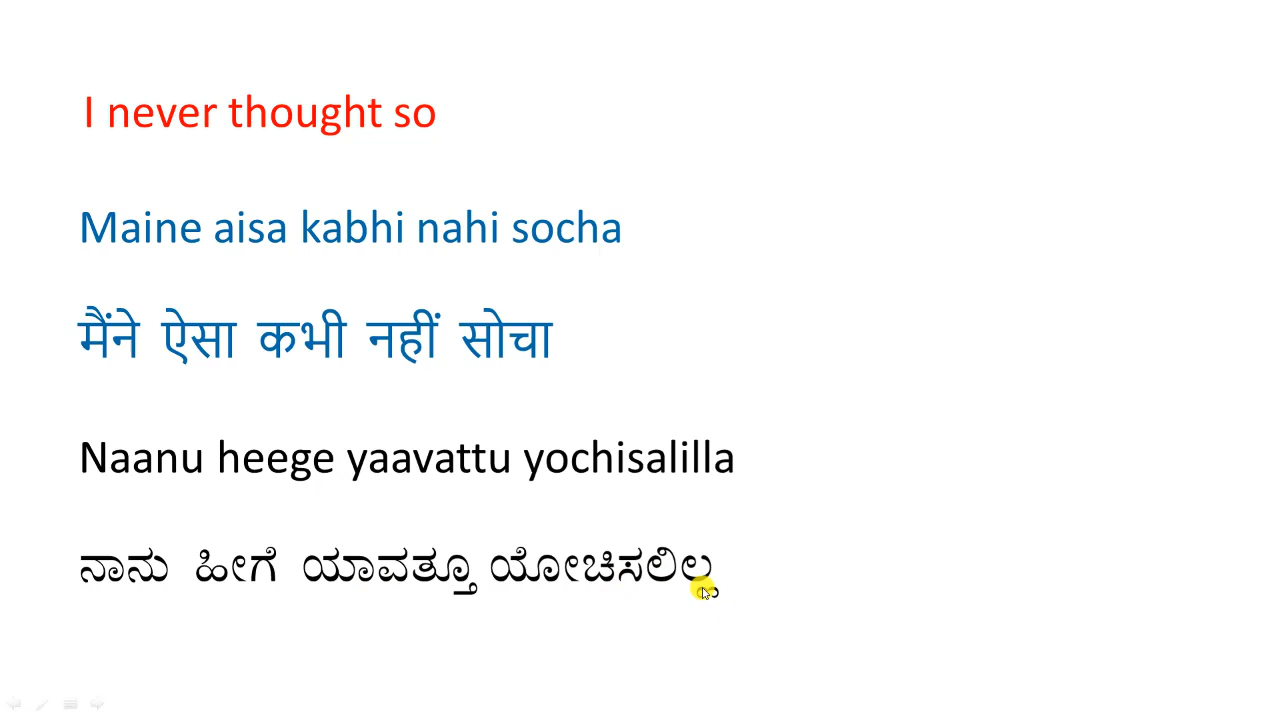 I never thought so
Maine aisa kabhi nahi socha
मैंने ऐसा कभी नहीं सोचा
Naanu heege yaavattu yochisalilla
ನಾನು ಹೀಗೆ ಯಾವತ್ತೂ ಯೋಚಿಸಲಿಲ್ಲ